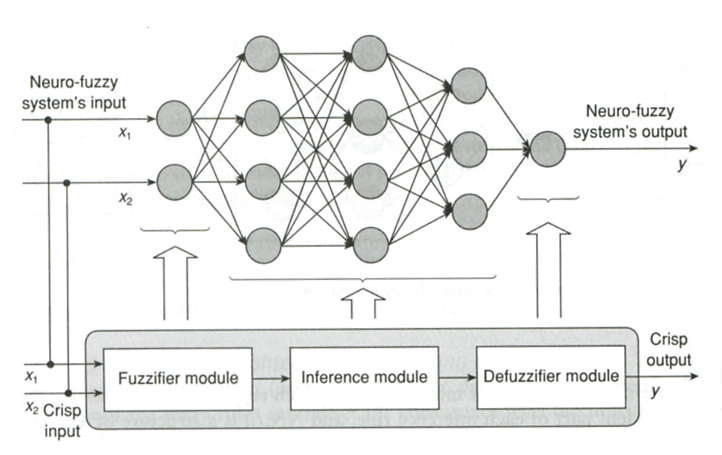 Neuro-fuzzy
system's input
x1
x2
Neuro-fuzzy
system's output
y
x1
x2 Crisp
input
Fuzzifier module
Inference module
Defuzzifier module
Crisp
output
y